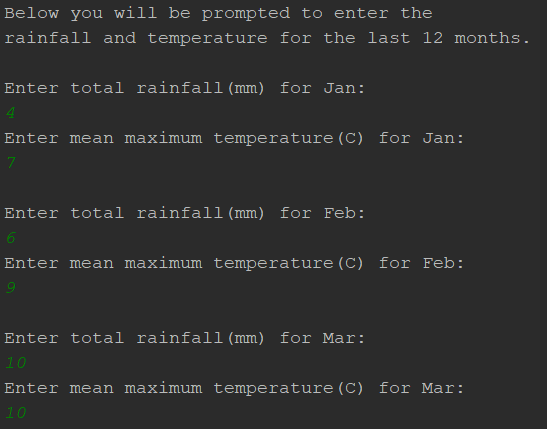 Below you will be prompted to enter the
rainfall and temperature for the last 12 months.
Enter total rainfall(mm) for Jan:
4
Enter mean maximum temperature(C) for Jan:
7
Enter total rainfall(mm) for Feb:
6
Enter mean maximum temperature(C) for Feb:
9
Enter total rainfall(mm) for Mar:
10
Enter mean maximum temperature(C) for Mar:
10